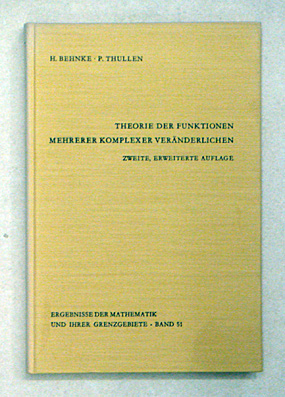 H. BEHNKE · P. THULLEN
THEORIE DER FUNKTIONEN
MEHRERER KOMPLEXER VERÄNDERLICHEN
ZWEITE, ERWEITERTE AUFLAGE
ERGEBNISSE DER MATHEMATIK
UND IHRER GRENZGEBIETE · BAND 51